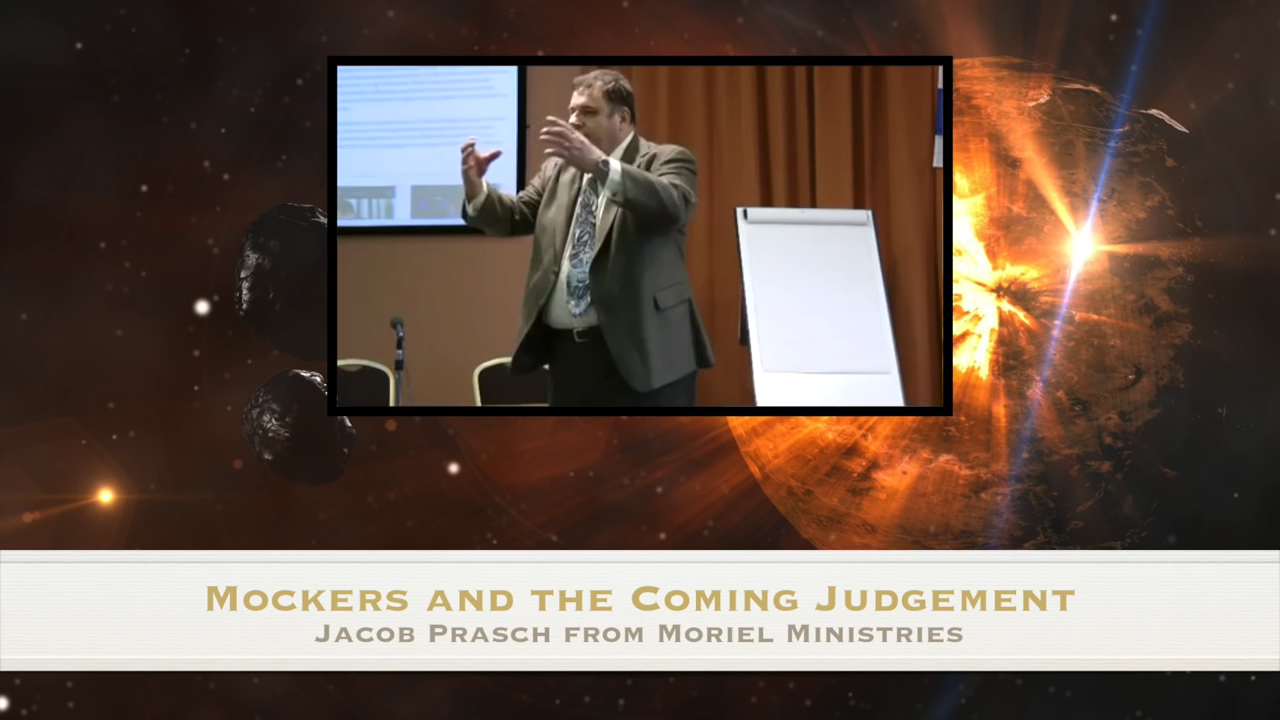 Mockers and the Coming Judgement
Jacob Prasch from Moriel Ministries